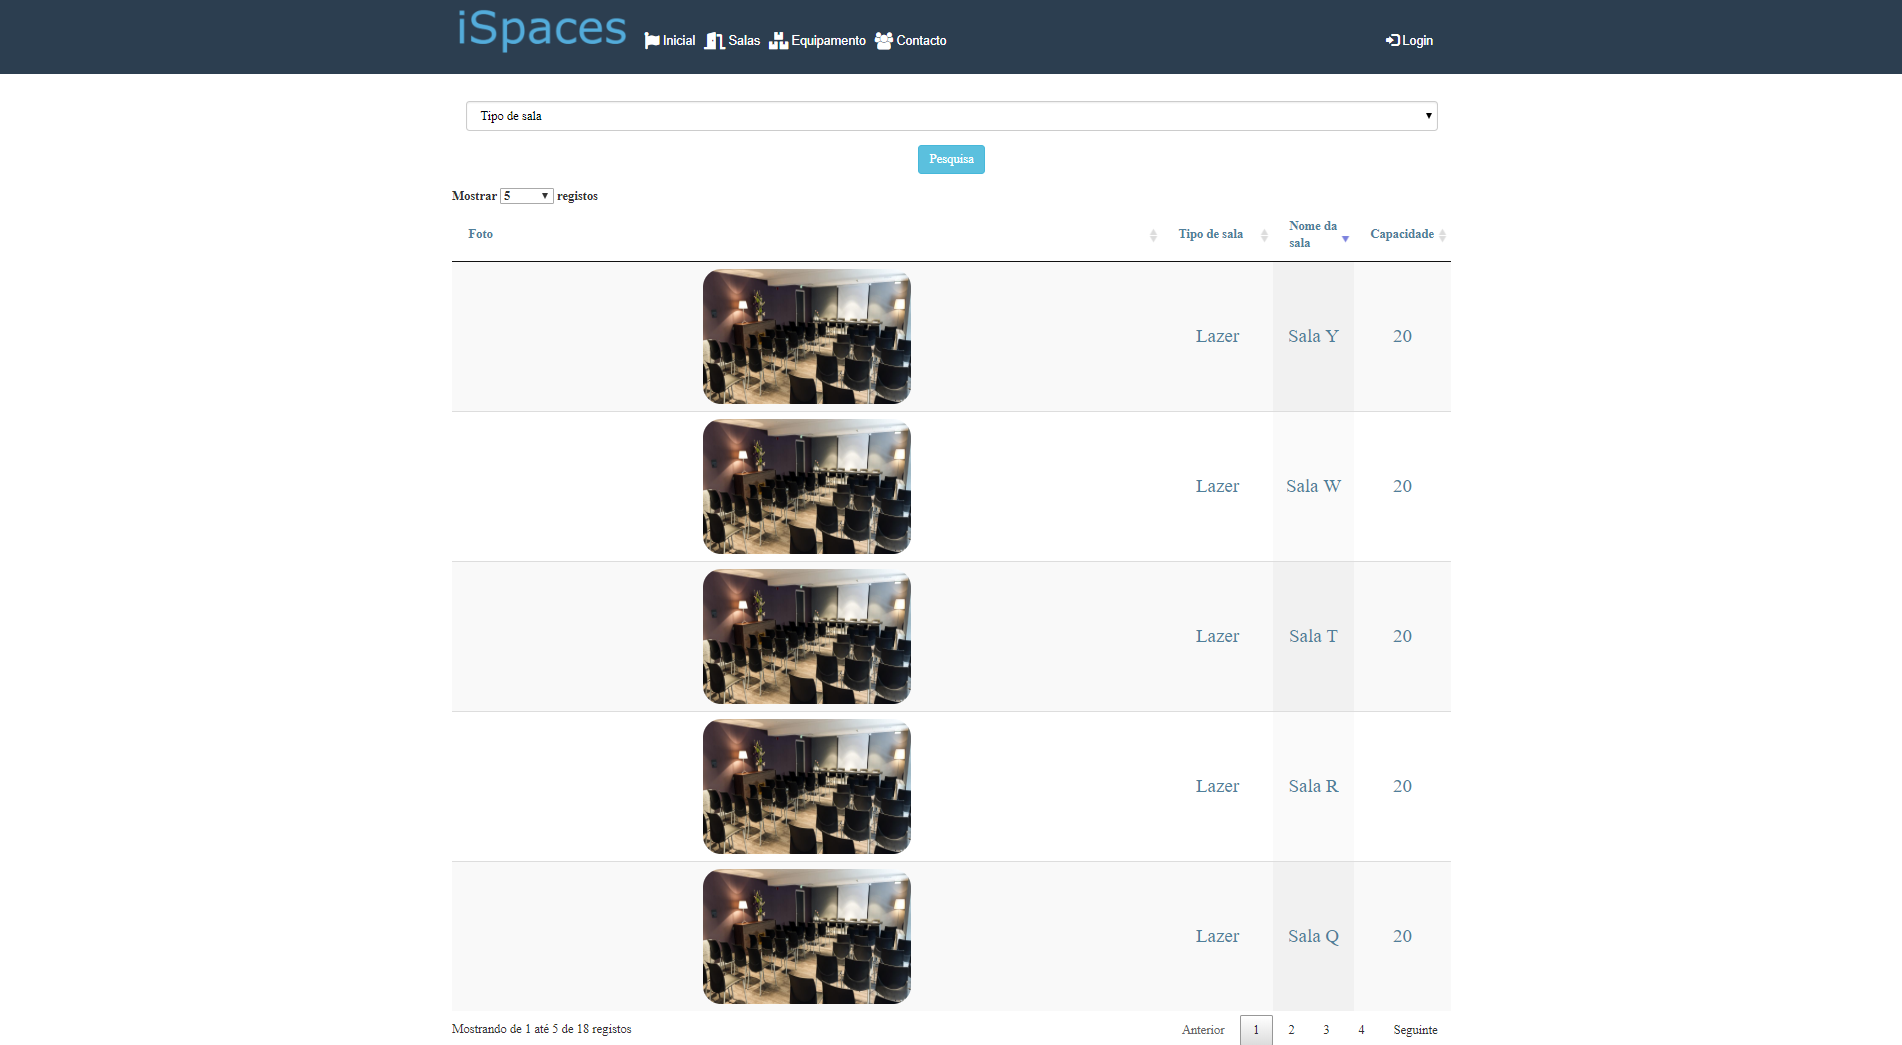 iSpaces Inicial Salas Equipamento Contacto Login
Tipo de sala
Pesquisa
Mostrar 5 registos
Foto Tipo de sala Nome da sala Capacidade
Lazer Sala Y 20
Lazer Sala W 20
Lazer Sala T 20
Lazer Sala R 20
Lazer Sala Q 20
Mostrando de 1 até 5 de 18 registos Anterior 1 2 3 4 Seguinte